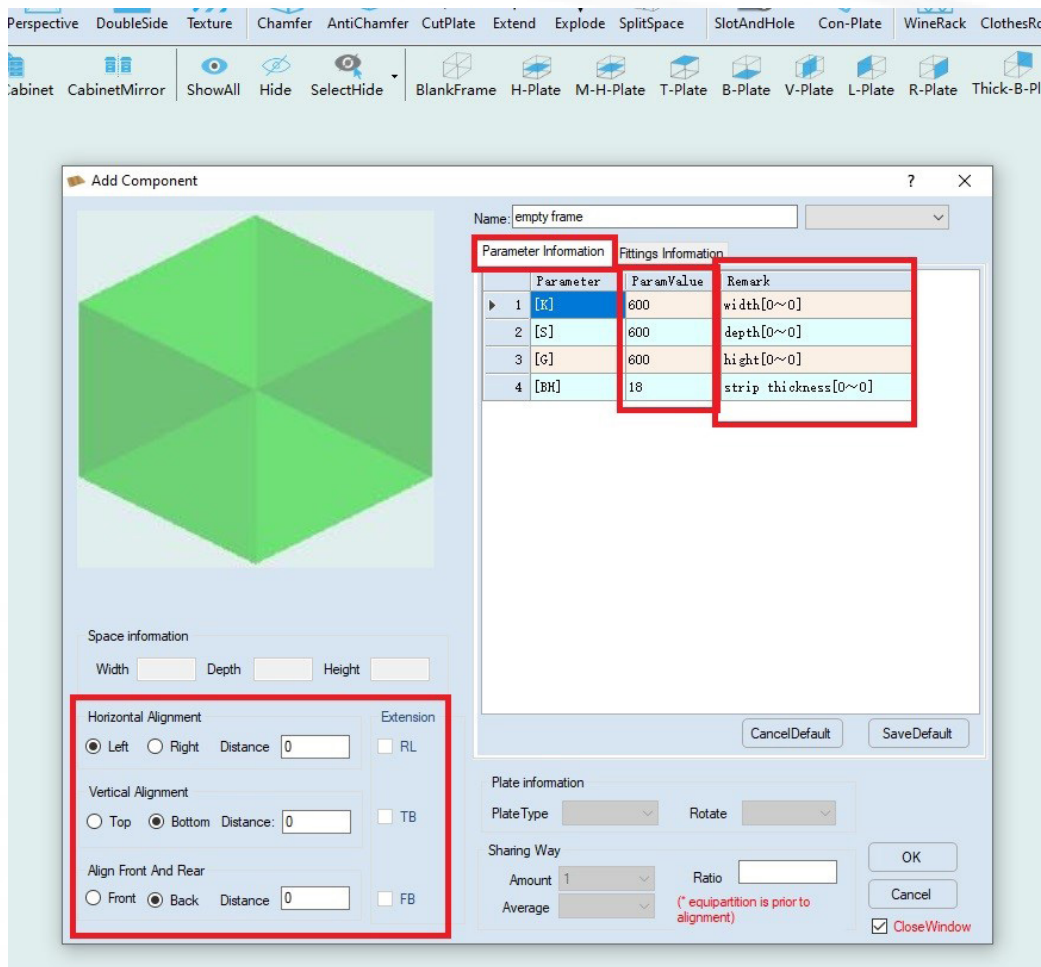 Perspective DoubleSide Texture Chamfer AntiChamfer CutPlate Extend Explode SplitSpace SlotAndHole Con-Plate WineRack ClothesRo
Cabinet CabinetMirror ShowAll Hide SelectHide BlankFrame H-Plate M-H-Plate T-Plate B-Plate V-Plate L-Plate R-Plate Thick-B-Pl
Add Component ? X
Name: empty frame
Parameter Information Fittings Information
Parameter ParamValue Remark
1 [K] 600 width[0~0]
2 [S] 600 depth[0~0]
3 [G] 600 hight[0~0]
4 [BH] 18 strip thickness[0~0]
Space information
Width Depth Height
Horizontal Alignment Extension
Left Right Distance 0 RL
Vertical Alignment
Top Bottom Distance: 0 TB
Align Front And Rear
Front Back Distance 0 FB
CancelDefault SaveDefault
Plate information
PlateType Rotate
Sharing Way
Amount 1 Ratio
Average (* equipartition is prior to
alignment)
OK
Cancel
CloseWindow